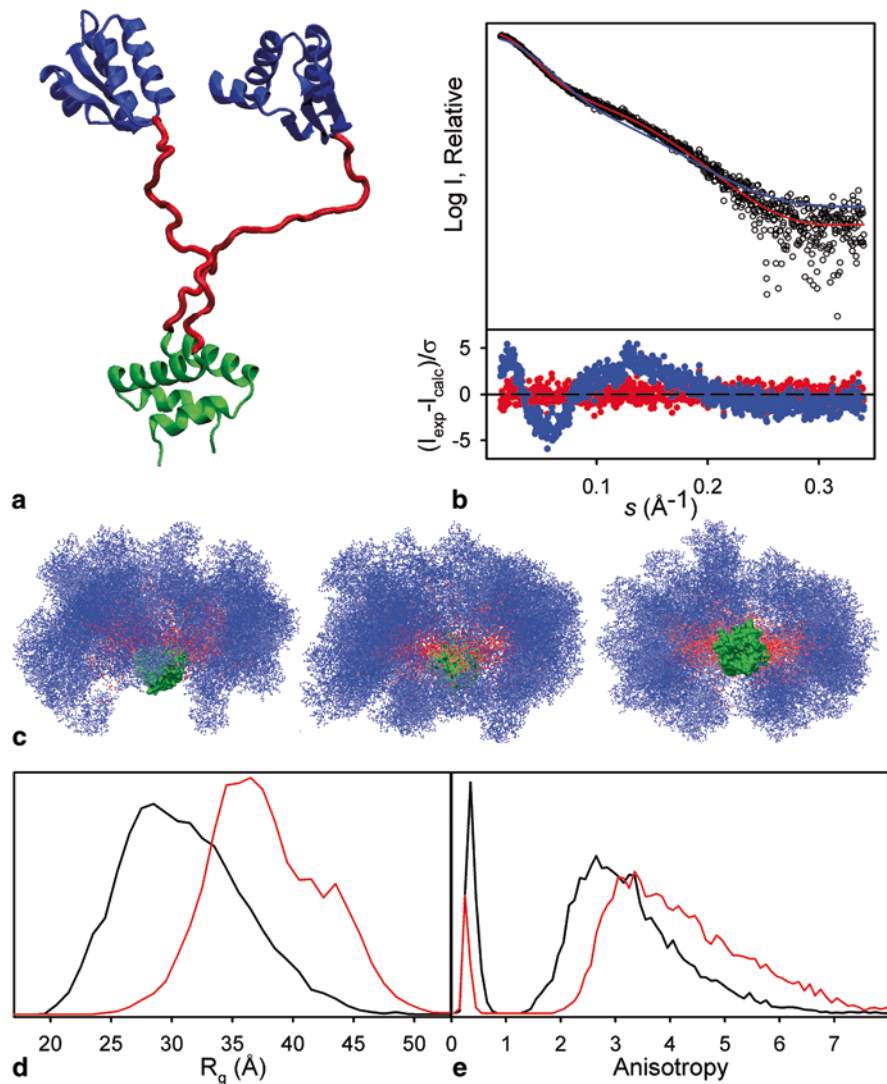 a
Log I, Relative
(I_exp-I_calc)/σ
5
0
-5
0.1 0.2 0.3
b s (Å⁻¹)
c
20 25 30 35 40 45 50
0 1 2 3 4 5 6 7
d R_g (Å)
e Anisotropy